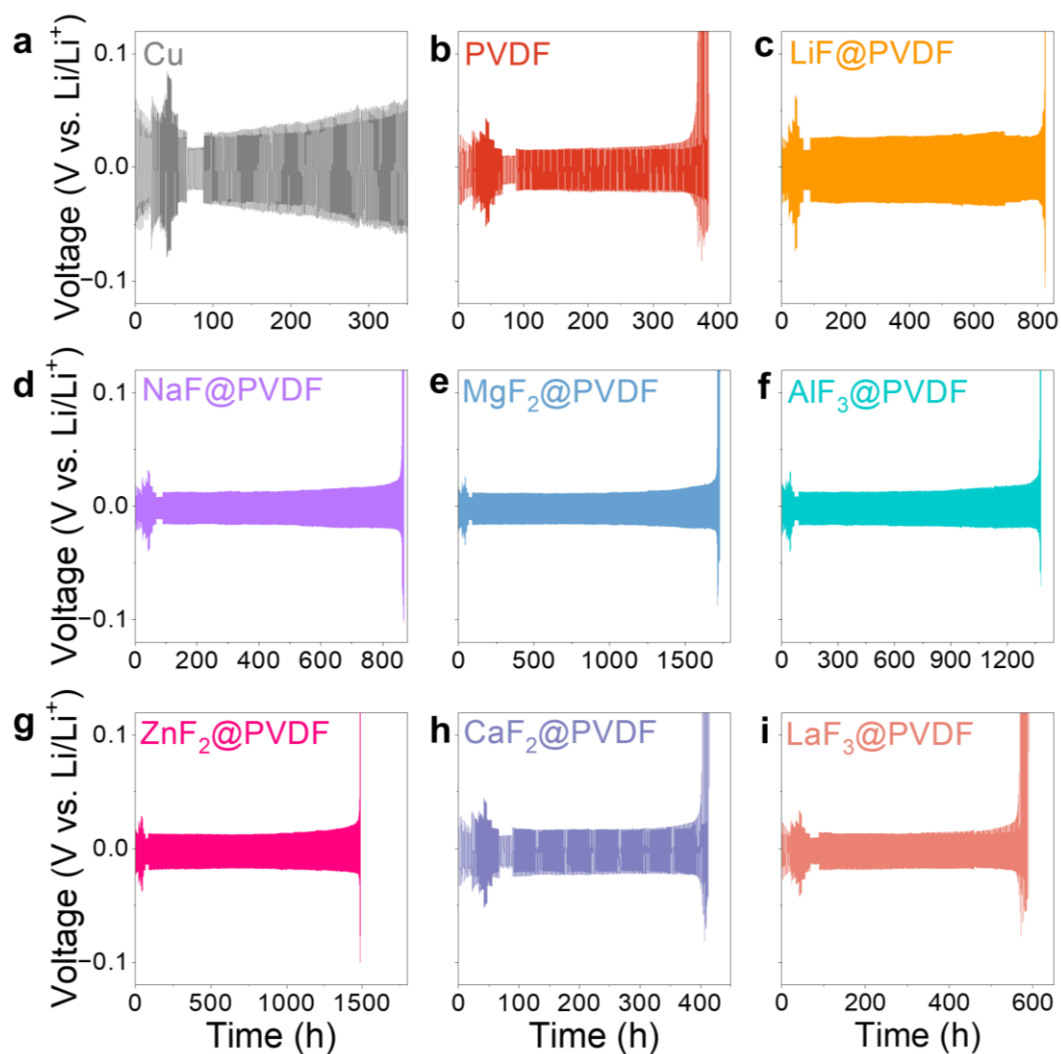 a
Cu
Voltage (V vs. Li/Li⁺)
0.1
0.0
−0.1
0 100 200 300
b
PVDF
0 100 200 300 400
c
LiF@PVDF
0 200 400 600 800
d
NaF@PVDF
Voltage (V vs. Li/Li⁺)
0.1
0.0
−0.1
0 200 400 600 800
e
MgF₂@PVDF
0 500 1000 1500
f
AlF₃@PVDF
0 300 600 900 1200
g
ZnF₂@PVDF
Voltage (V vs. Li/Li⁺)
0.1
0.0
−0.1
0 500 1000 1500
Time (h)
h
CaF₂@PVDF
0 100 200 300 400
Time (h)
i
LaF₃@PVDF
0 200 400 600
Time (h)